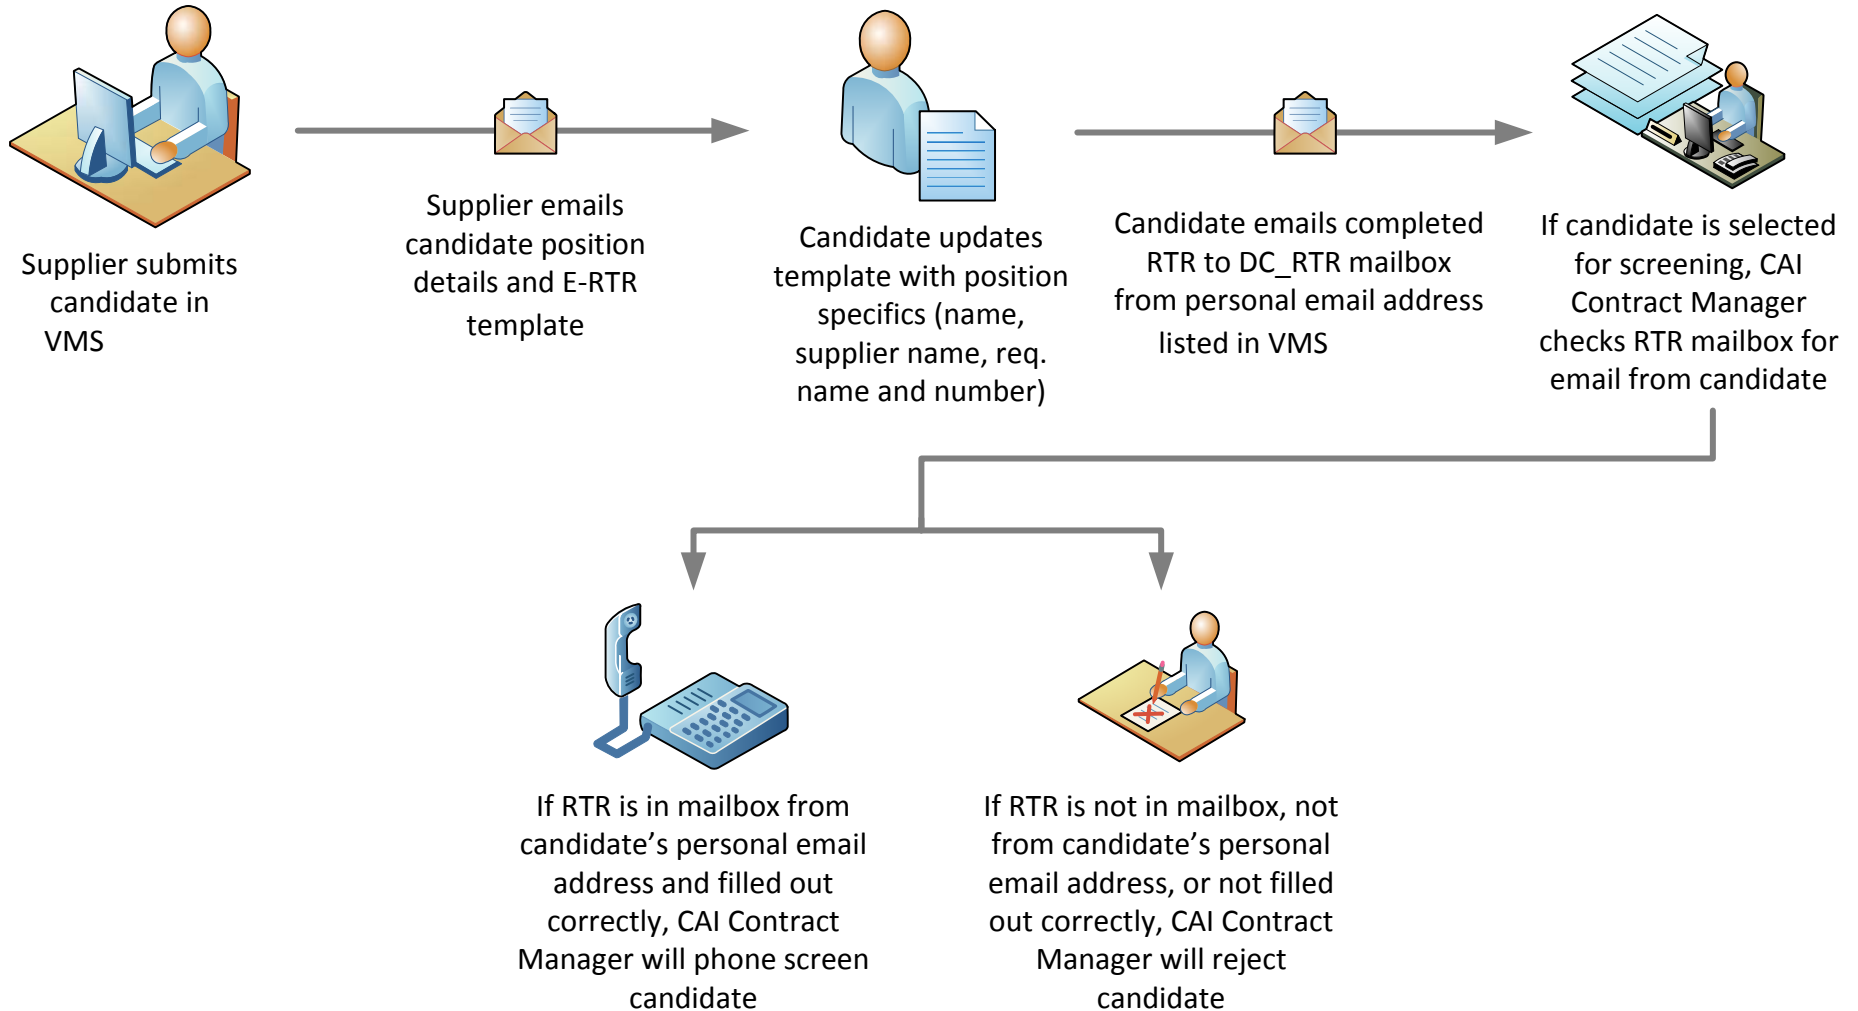 Supplier submits
candidate in
VMS
Supplier emails
candidate position
details and E-RTR
template
Candidate updates
template with position
specifics (name,
supplier name, req.
name and number)
Candidate emails completed
RTR to DC_RTR mailbox
from personal email address
listed in VMS
If candidate is selected
for screening, CAI
Contract Manager
checks RTR mailbox for
email from candidate
If RTR is in mailbox from
candidate’s personal email
address and filled out
correctly, CAI Contract
Manager will phone screen
candidate
If RTR is not in mailbox, not
from candidate’s personal
email address, or not filled
out correctly, CAI Contract
Manager will reject
candidate